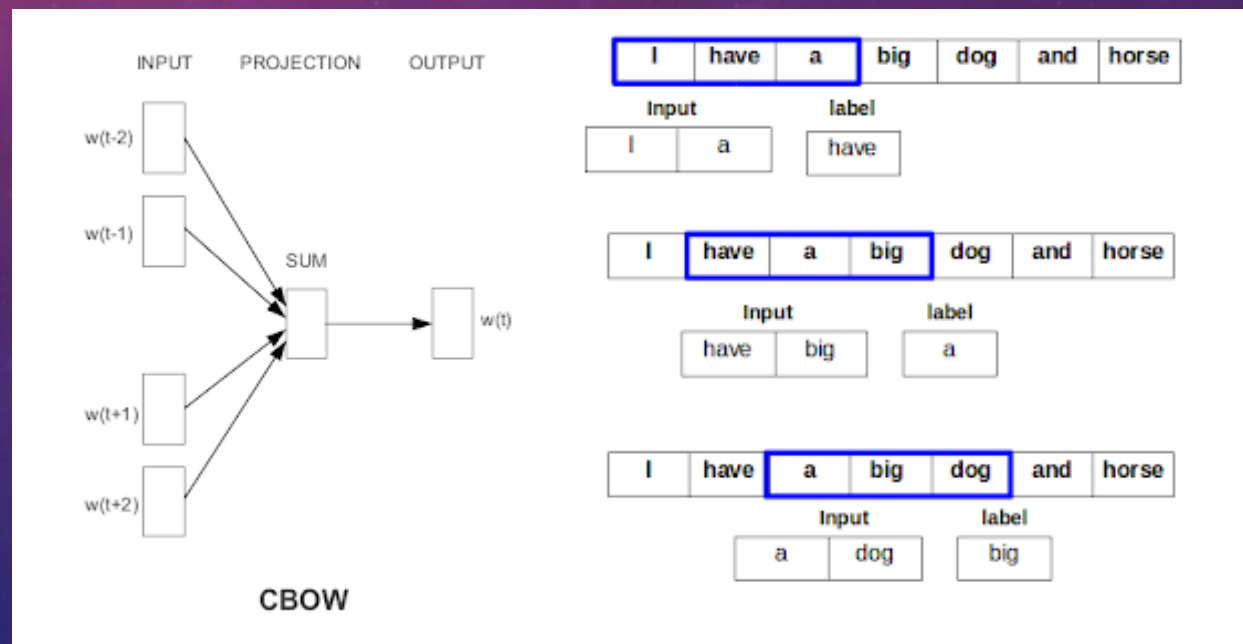 INPUT PROJECTION OUTPUT
w(t-2)
w(t-1)
SUM
w(t)
w(t+1)
w(t+2)
CBOW
I have a big dog and horse
Input label
I a have
I have a big dog and horse
Input label
have big a
I have a big dog and horse
Input label
a dog big